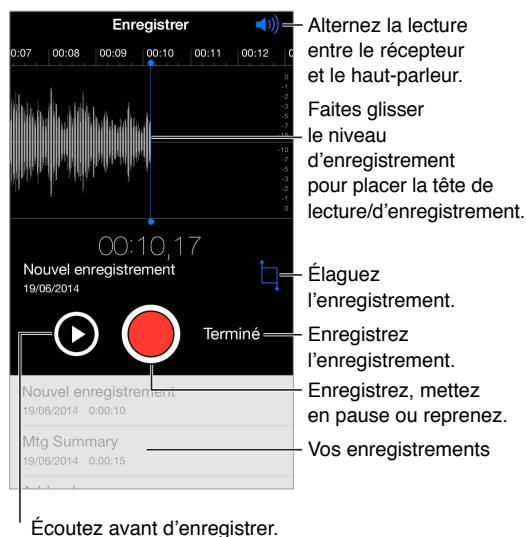 Enregistrer
Alternez la lecture
entre le récepteur
et le haut-parleur.
0:07 00:08 00:09 00:10 00:11 00:12 0
0
-1
-2
-3
-5
-7
-10
-10
-7
-5
-3
-2
-1
0
Faites glisser
le niveau
d’enregistrement
pour placer la tête de
lecture/d’enregistrement.
00:10,17
Nouvel enregistrement
19/06/2014
Élaguez
l’enregistrement.
Terminé
Enregistrez
l’enregistrement.
Enregistrez, mettez
en pause ou reprenez.
Nouvel enregistrement
19/06/2014 0:00:10
Mtg Summary
19/06/2014 0:00:15
Vos enregistrements
Écoutez avant d’enregistrer.